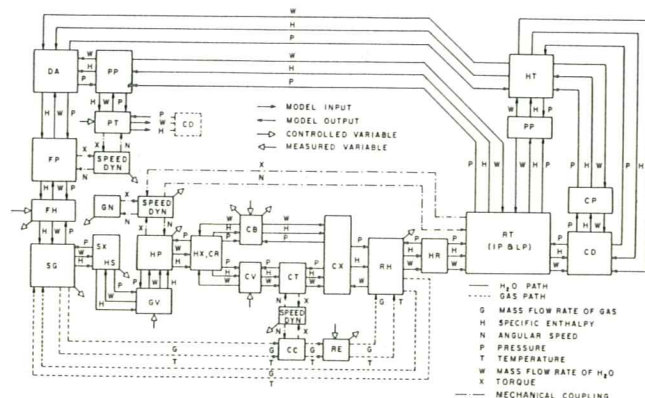 W
H
P
W
H
P
W
H
P
DA
PP
HT
H W P
PT
P
W
H
CD
MODEL INPUT
MODEL OUTPUT
CONTROLLED VARIABLE
MEASURED VARIABLE
PP
FP
X
N
SPEED DYN
X
N
FH
GN
X
N
SPEED DYN
CP
SG
SX
HS
P
W
H
HP
HX, CR
CB
CV
CT
CX
RH
HR
RT
(IP & LP)
CD
GV
SPEED DYN
N
X
CC
RE
G
T
G
T
G
T
G
T
H2O PATH
GAS PATH
G MASS FLOW RATE OF GAS
H SPECIFIC ENTHALPY
N ANGULAR SPEED
P PRESSURE
T TEMPERATURE
W MASS FLOW RATE OF H2O
X TORQUE
MECHANICAL COUPLING